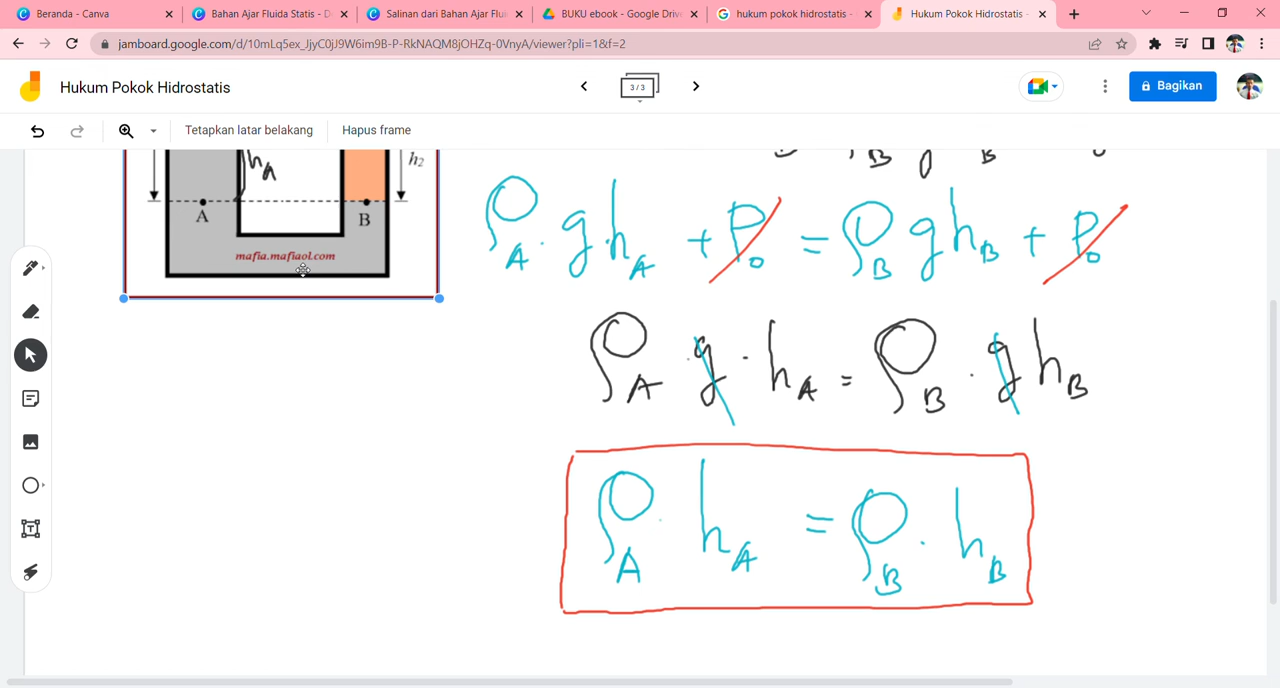 Beranda - Canva
Bahan Ajar Fluida Statis - D
Salinan dari Bahan Ajar Flui
BUKU ebook - Google Drive
hukum pokok hidrostatis -
Hukum Pokok Hidrostatis -
jamboard.google.com/d/10mLq5ex_JjyC0jJ9W6im9B-P-RkNAQM8jOHZq-0VnyA/viewer?pli=1&f=2
Hukum Pokok Hidrostatis
3 / 3
Bagikan
Tetapkan latar belakang
Hapus frame
hA
h₂
A
B
mafia.mafiaol.com
ρA · g · hA + P₀ = ρB g hB + P₀
ρA g · hA = ρB · g hB
ρA · hA = ρB · hB